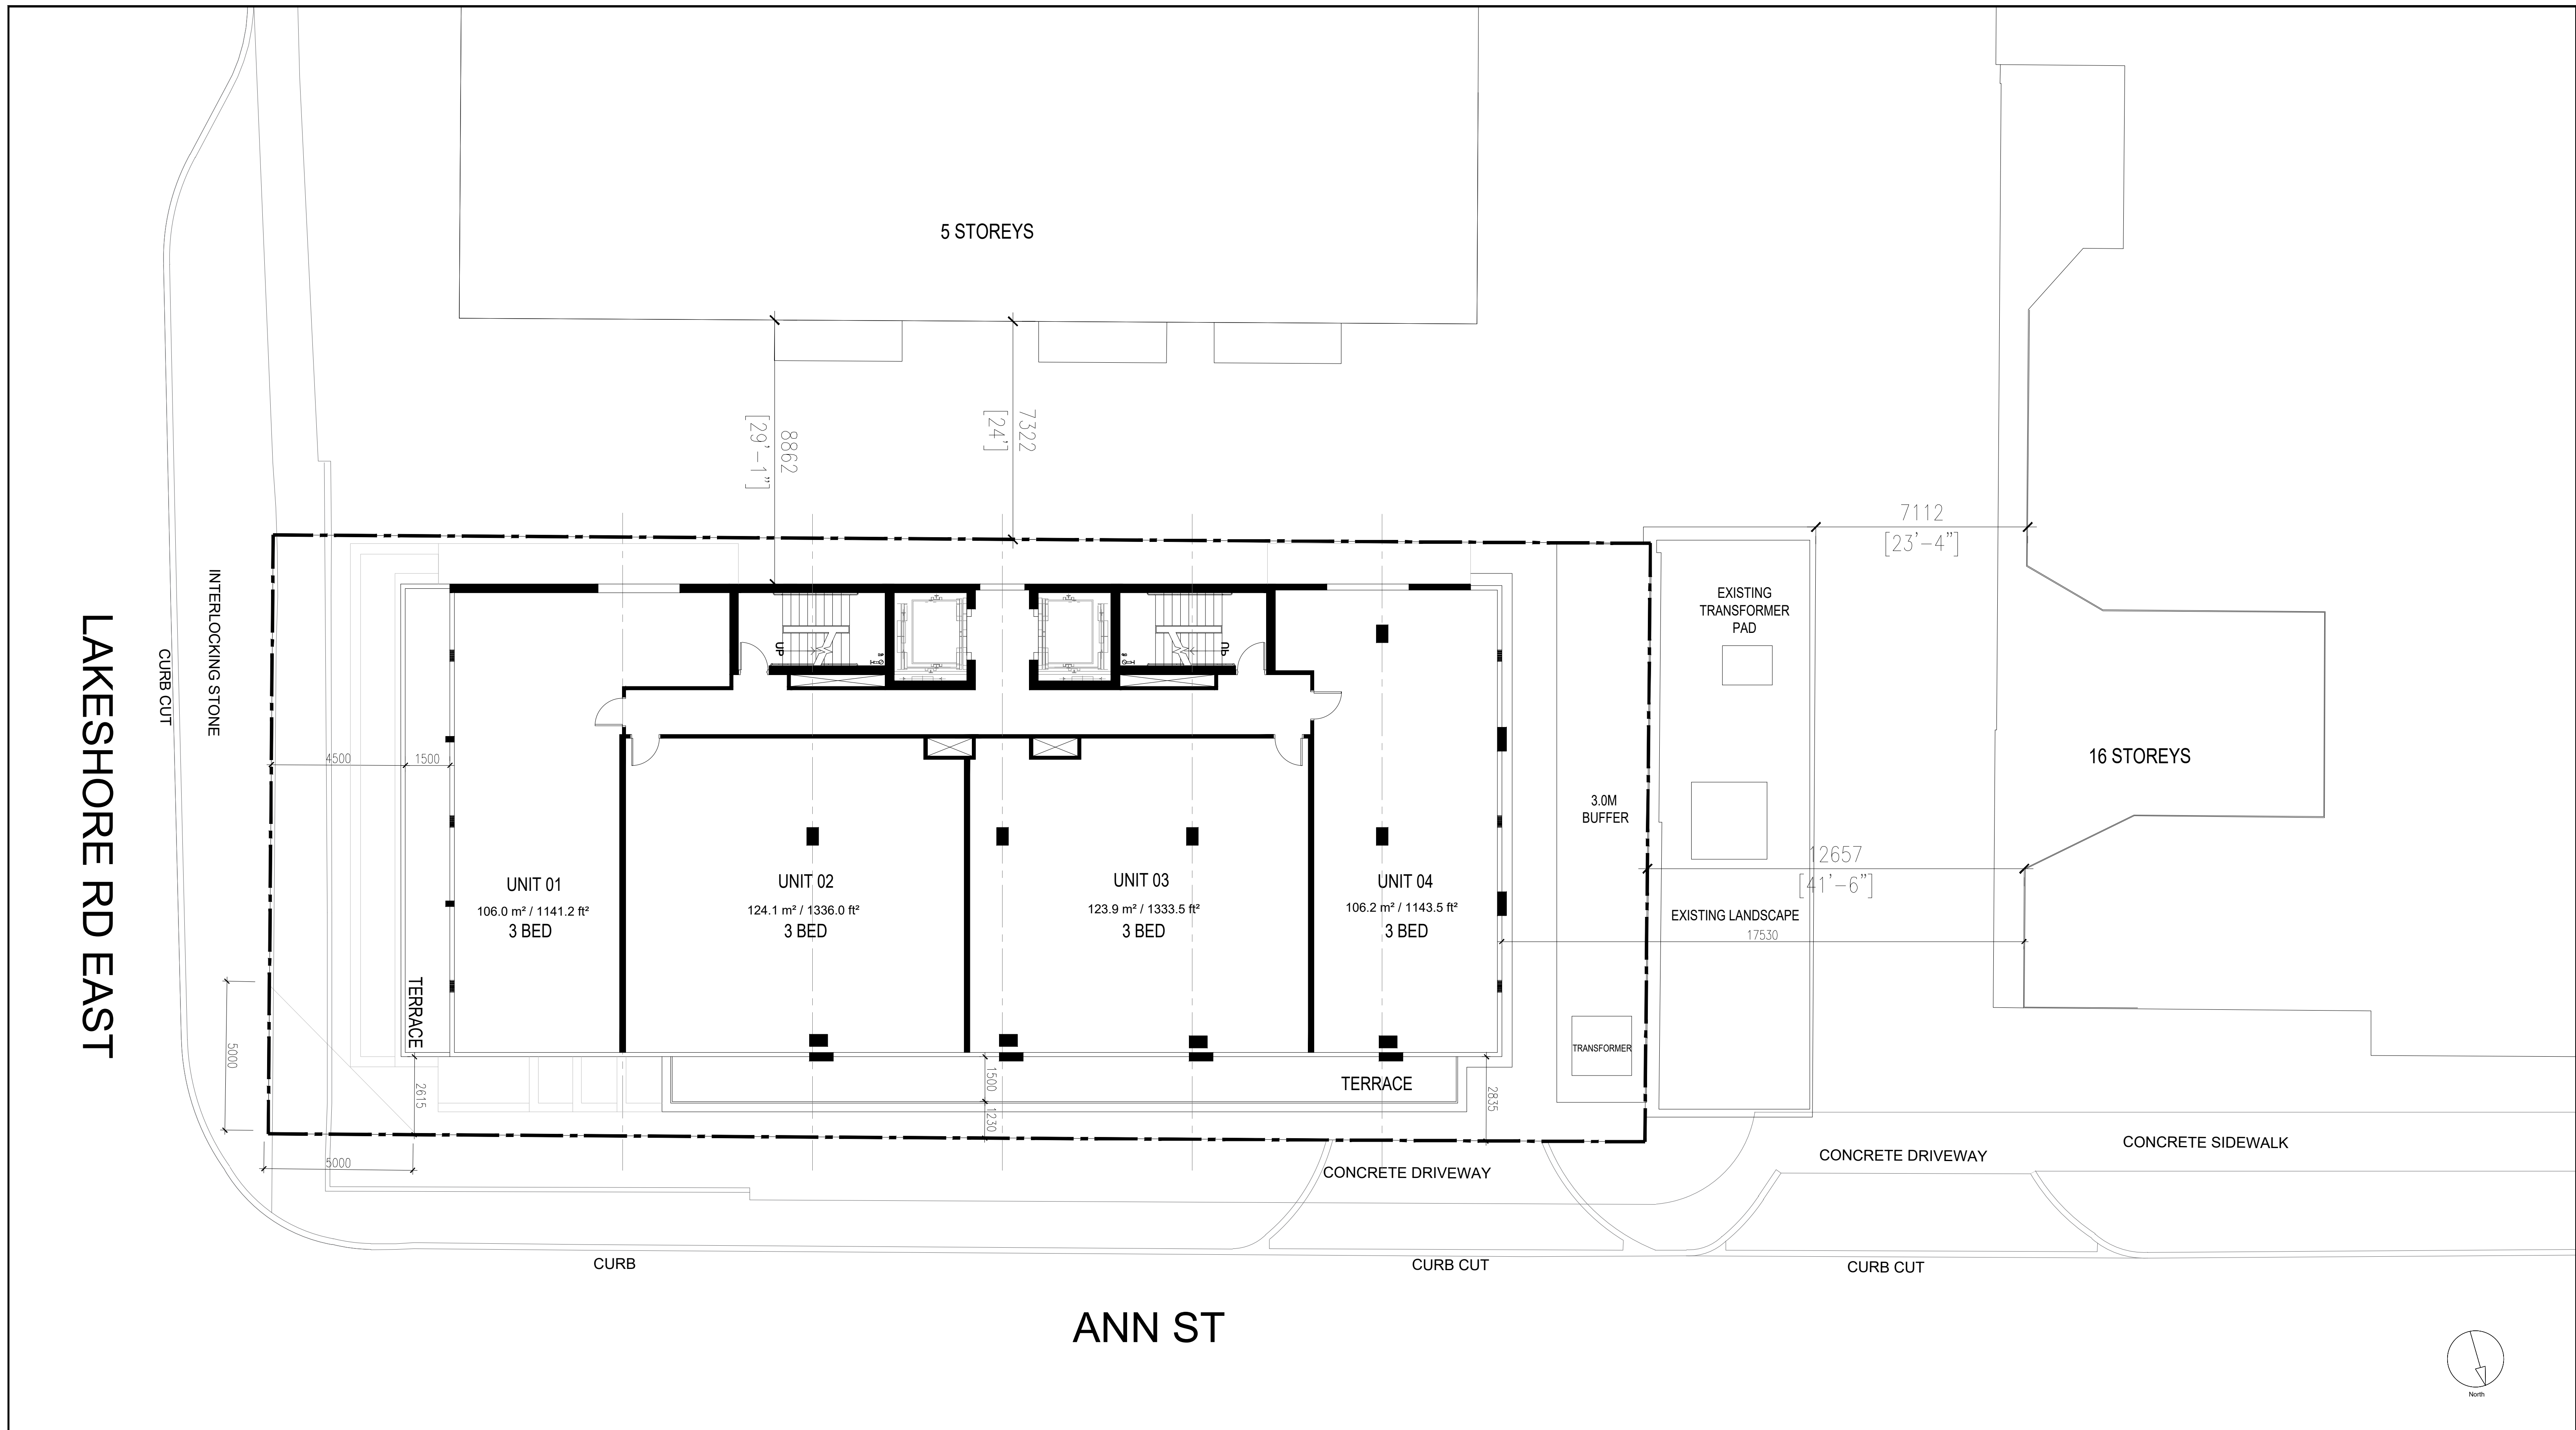 5 STOREYS
8862
[29'-1"]
7322
[24']
7112
[23'-4"]
LAKESHORE RD EAST
CURB CUT
INTERLOCKING STONE
EXISTING
TRANSFORMER
PAD
UP
UP
4500
1500
16 STOREYS
3.0M
BUFFER
12657
[41'-6"]
UNIT 01
106.0 m² / 1141.2 ft²
3 BED
UNIT 02
124.1 m² / 1336.0 ft²
3 BED
UNIT 03
123.9 m² / 1333.5 ft²
3 BED
UNIT 04
106.2 m² / 1143.5 ft²
3 BED
EXISTING LANDSCAPE
17530
TERRACE
5000
2615
1500
1230
TERRACE
2835
TRANSFORMER
5000
CONCRETE DRIVEWAY
CONCRETE DRIVEWAY
CONCRETE SIDEWALK
CURB
CURB CUT
CURB CUT
ANN ST
North